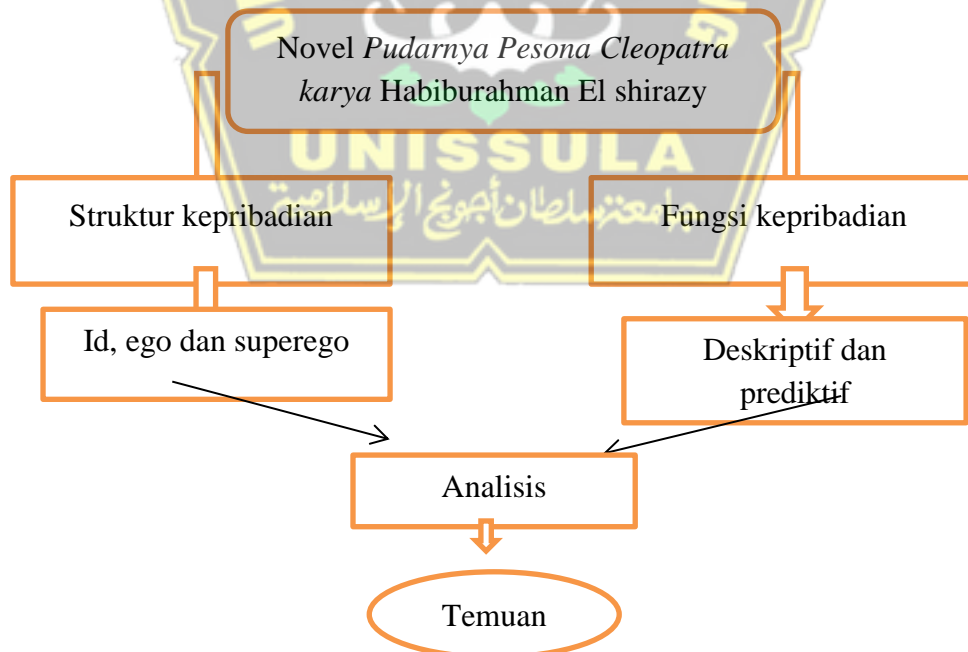 Novel Pudarnya Pesona Cleopatra
karya Habiburahman El shirazy
UNISSULA
Struktur kepribadian
Fungsi kepribadian
Id, ego dan superego
Deskriptif dan
prediktif
Analisis
Temuan